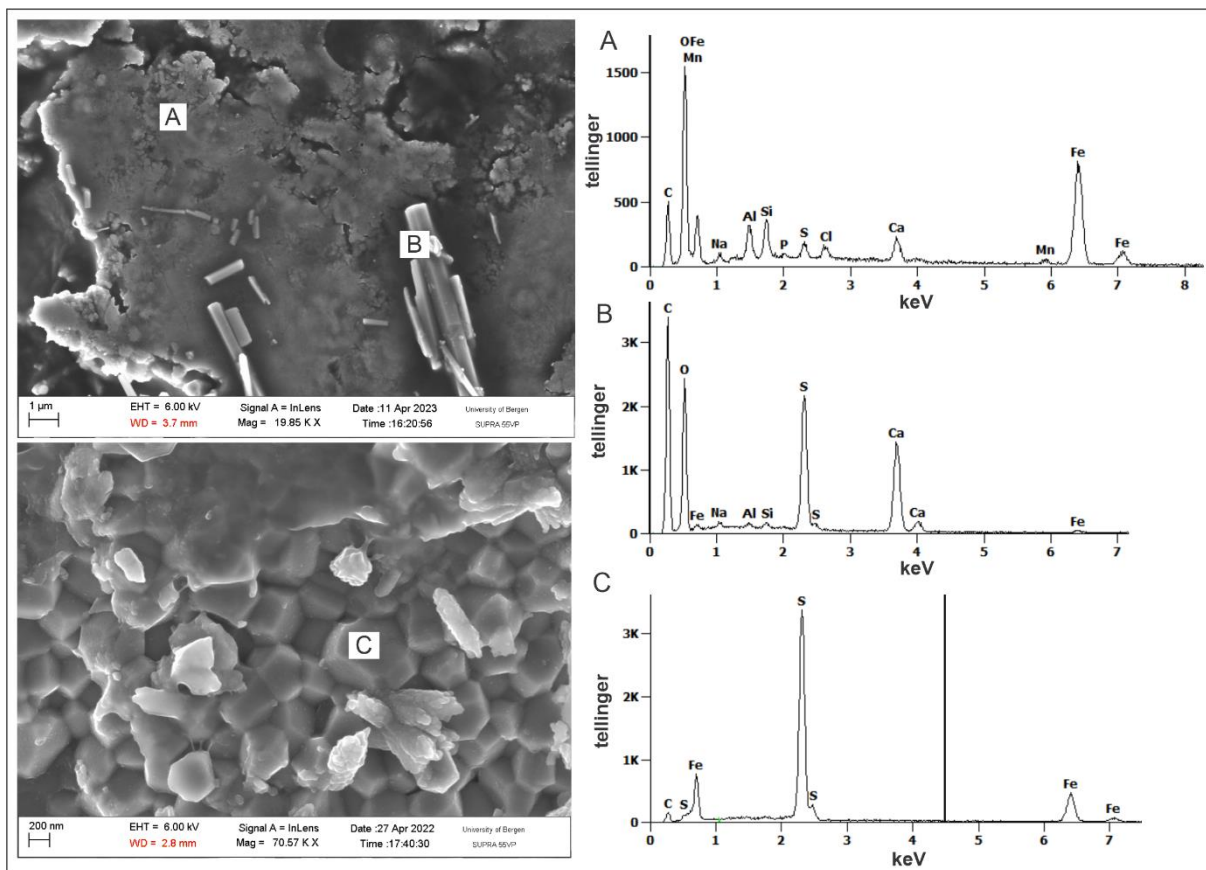 A
B
1 µm
EHT = 6.00 kV
Signal A = InLens
Date :11 Apr 2023
University of Bergen
WD = 3.7 mm
Mag = 19.85 K X
Time :16:20:56
SUPRA 55VP
C
200 nm
EHT = 6.00 kV
Signal A = InLens
Date :27 Apr 2022
University of Bergen
WD = 2.8 mm
Mag = 70.57 K X
Time :17:40:30
SUPRA 55VP
A
tellinger
1500
1000
500
0
C
OFe
Mn
Na
Al
Si
P
S
Cl
Ca
Mn
Fe
Fe
0 1 2 3 4 5 6 7 8
keV
B
tellinger
3K
2K
1K
0
C
O
Fe
Na
Al
Si
S
S
Ca
Ca
Fe
0 1 2 3 4 5 6 7
keV
C
tellinger
3K
2K
1K
0
C
S
Fe
S
S
Fe
Fe
0 1 2 3 4 5 6 7
keV